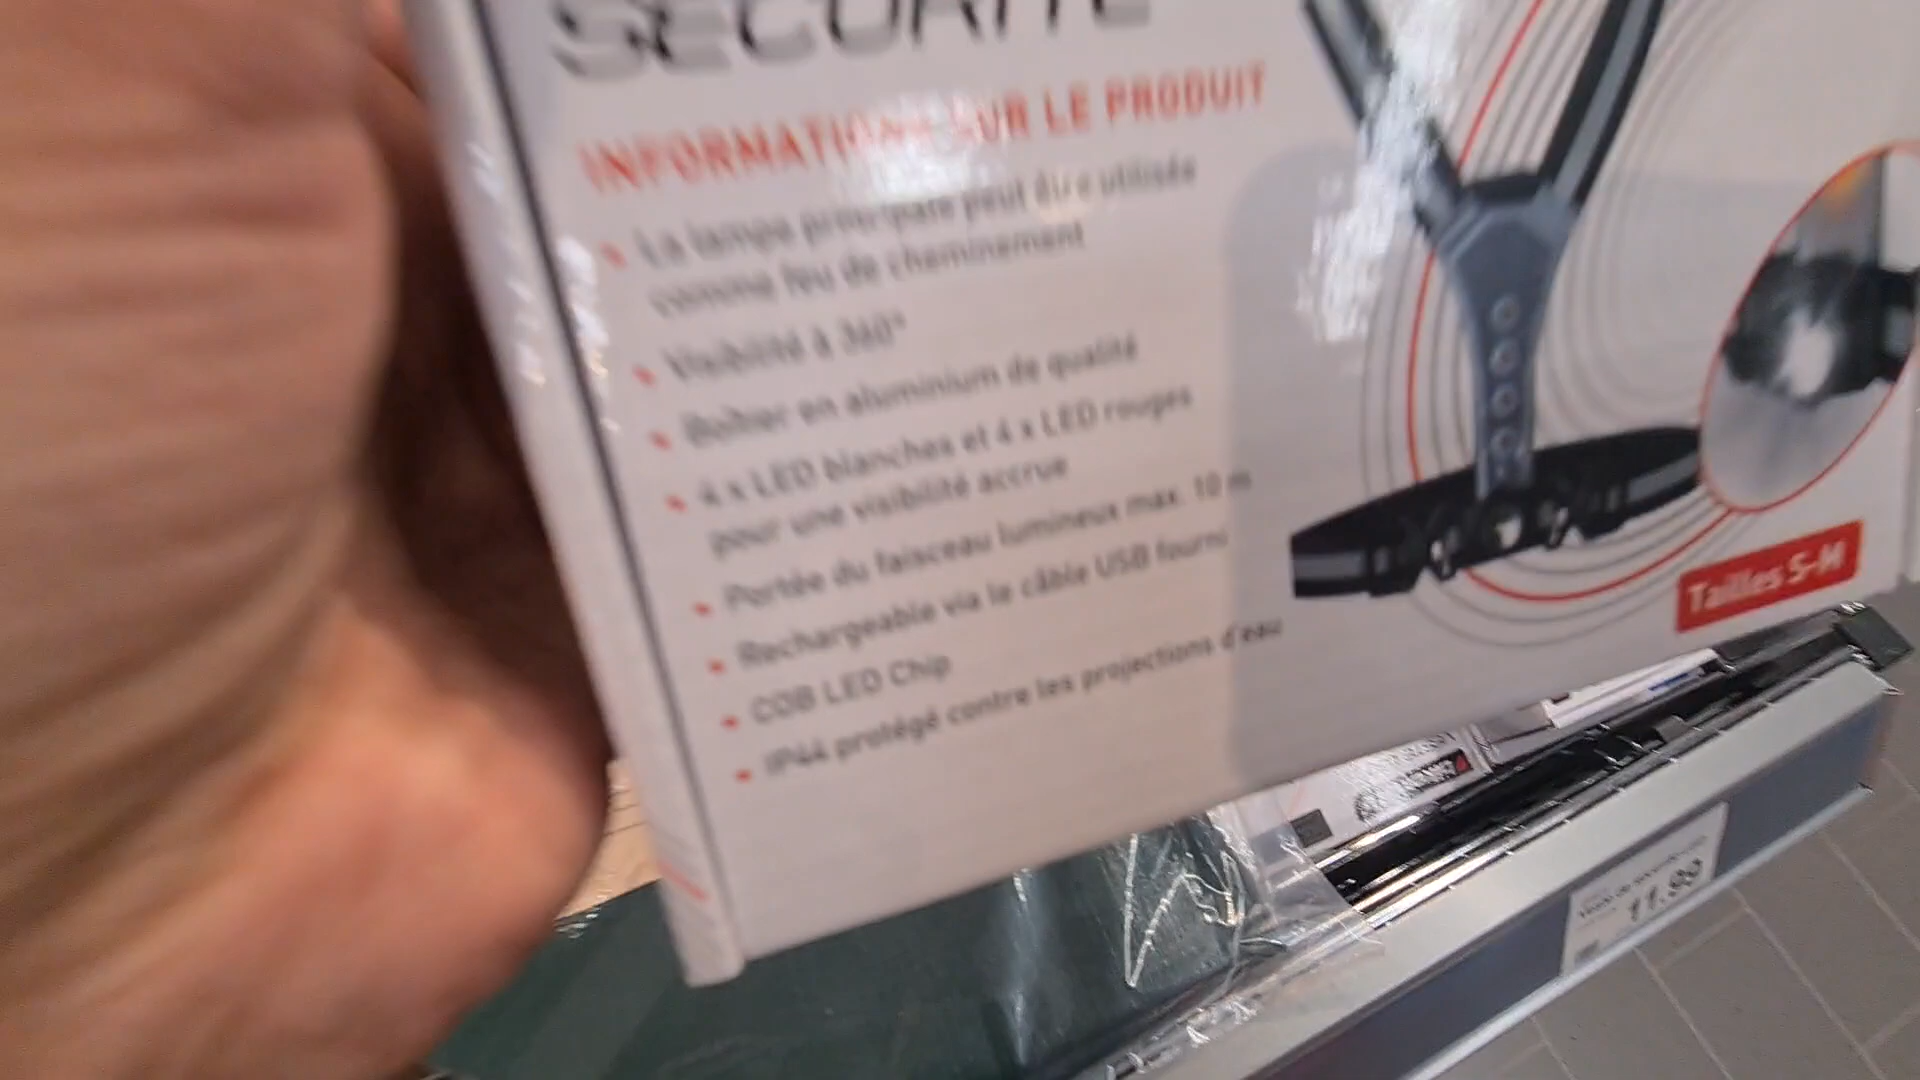 SÉCURITÉ
INFORMATIONS SUR LE PRODUIT
La lampe principale peut être utilisée
comme feu de cheminement
Visibilité à 360°
Boîtier en aluminium de qualité
4 x LED blanches et 4 x LED rouges
pour une visibilité accrue
Portée du faisceau lumineux max. 10 m
Rechargeable via le câble USB fourni
COB LED Chip
IP44 protégé contre les projections d'eau
Tailles S-M
11.99